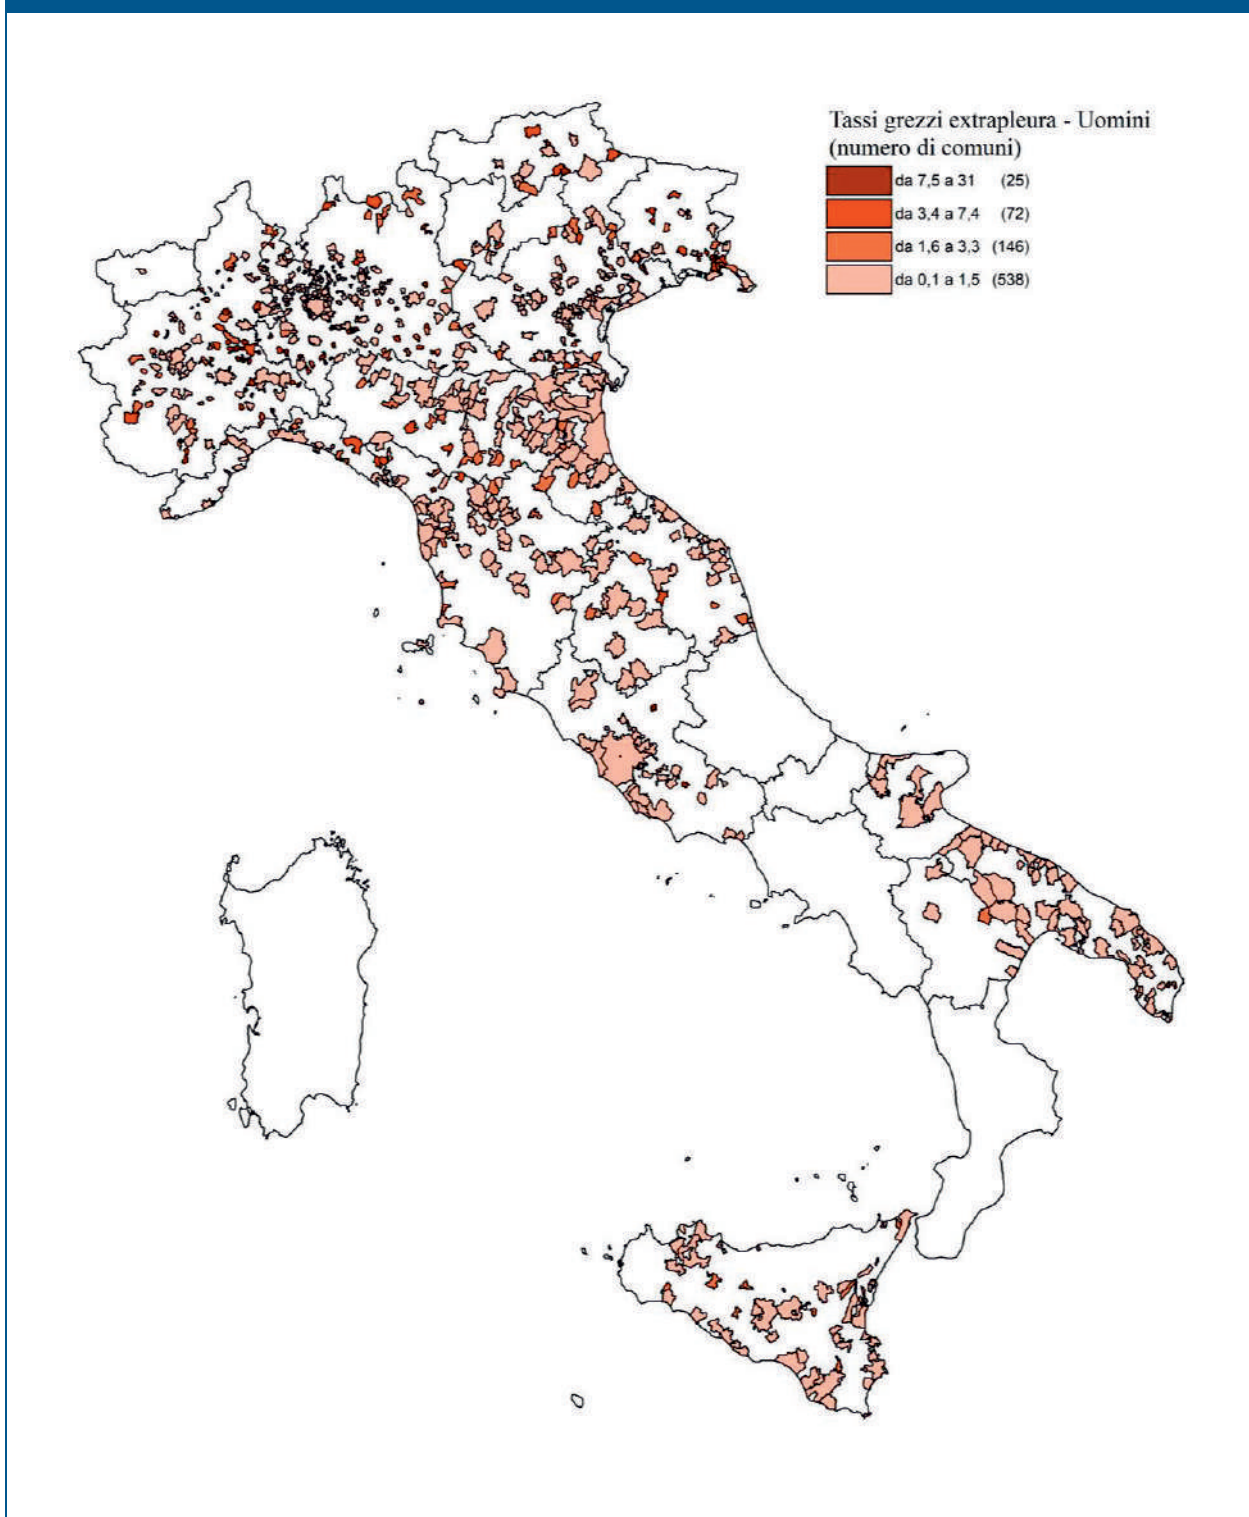 Tassi grezzi extrapleura - Uomini
(numero di comuni)
da 7,5 a 31 (25)
da 3,4 a 7,4 (72)
da 1,6 a 3,3 (146)
da 0,1 a 1,5 (538)